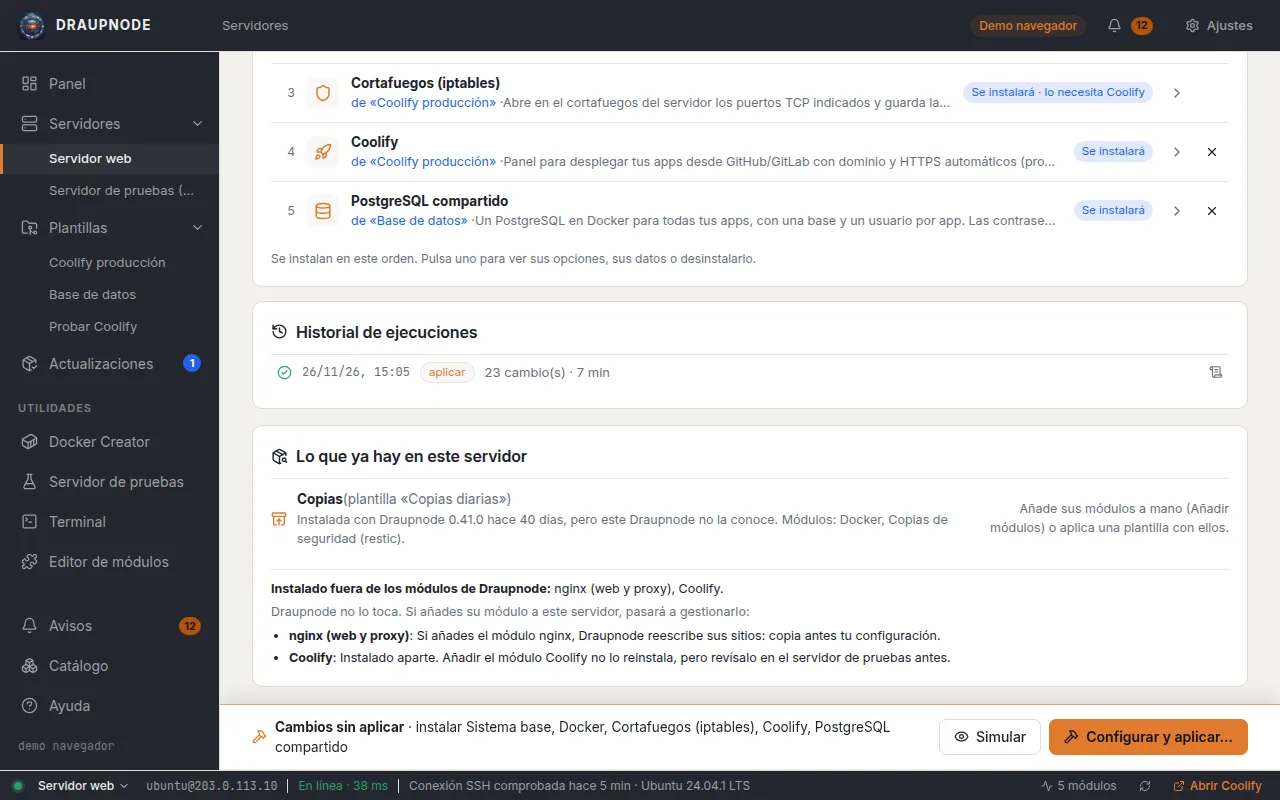 DRAUPNODE
Servidores
Demo navegador
12
Ajustes
Panel
Servidores
Servidor web
Servidor de pruebas (...
Plantillas
Coolify producción
Base de datos
Probar Coolify
Actualizaciones
1
UTILIDADES
Docker Creator
Servidor de pruebas
Terminal
Editor de módulos
Avisos
12
Catálogo
Ayuda
demo navegador
3
Cortafuegos (iptables)
de «Coolify producción» ·Abre en el cortafuegos del servidor los puertos TCP indicados y guarda la...
Se instalará · lo necesita Coolify
4
Coolify
de «Coolify producción» ·Panel para desplegar tus apps desde GitHub/GitLab con dominio y HTTPS automáticos (pro...
Se instalará
5
PostgreSQL compartido
de «Base de datos» ·Un PostgreSQL en Docker para todas tus apps, con una base y un usuario por app. Las contrase...
Se instalará
Se instalan en este orden. Pulsa uno para ver sus opciones, sus datos o desinstalarlo.
Historial de ejecuciones
26/11/26, 15:05
aplicar
23 cambio(s) · 7 min
Lo que ya hay en este servidor
Copias(plantilla «Copias diarias»)
Instalada con Draupnode 0.41.0 hace 40 días, pero este Draupnode no la conoce. Módulos: Docker, Copias de
seguridad (restic).
Añade sus módulos a mano (Añadir
módulos) o aplica una plantilla con ellos.
Instalado fuera de los módulos de Draupnode: nginx (web y proxy), Coolify.
Draupnode no lo toca. Si añades su módulo a este servidor, pasará a gestionarlo:
• nginx (web y proxy): Si añades el módulo nginx, Draupnode reescribe sus sitios: copia antes tu configuración.
• Coolify: Instalado aparte. Añadir el módulo Coolify no lo reinstala, pero revísalo en el servidor de pruebas antes.
Cambios sin aplicar · instalar Sistema base, Docker, Cortafuegos (iptables), Coolify, PostgreSQL
compartido
Simular
Configurar y aplicar...
Servidor web
ubuntu@203.0.113.10
En línea · 38 ms
Conexión SSH comprobada hace 5 min · Ubuntu 24.04.1 LTS
5 módulos
Abrir Coolify